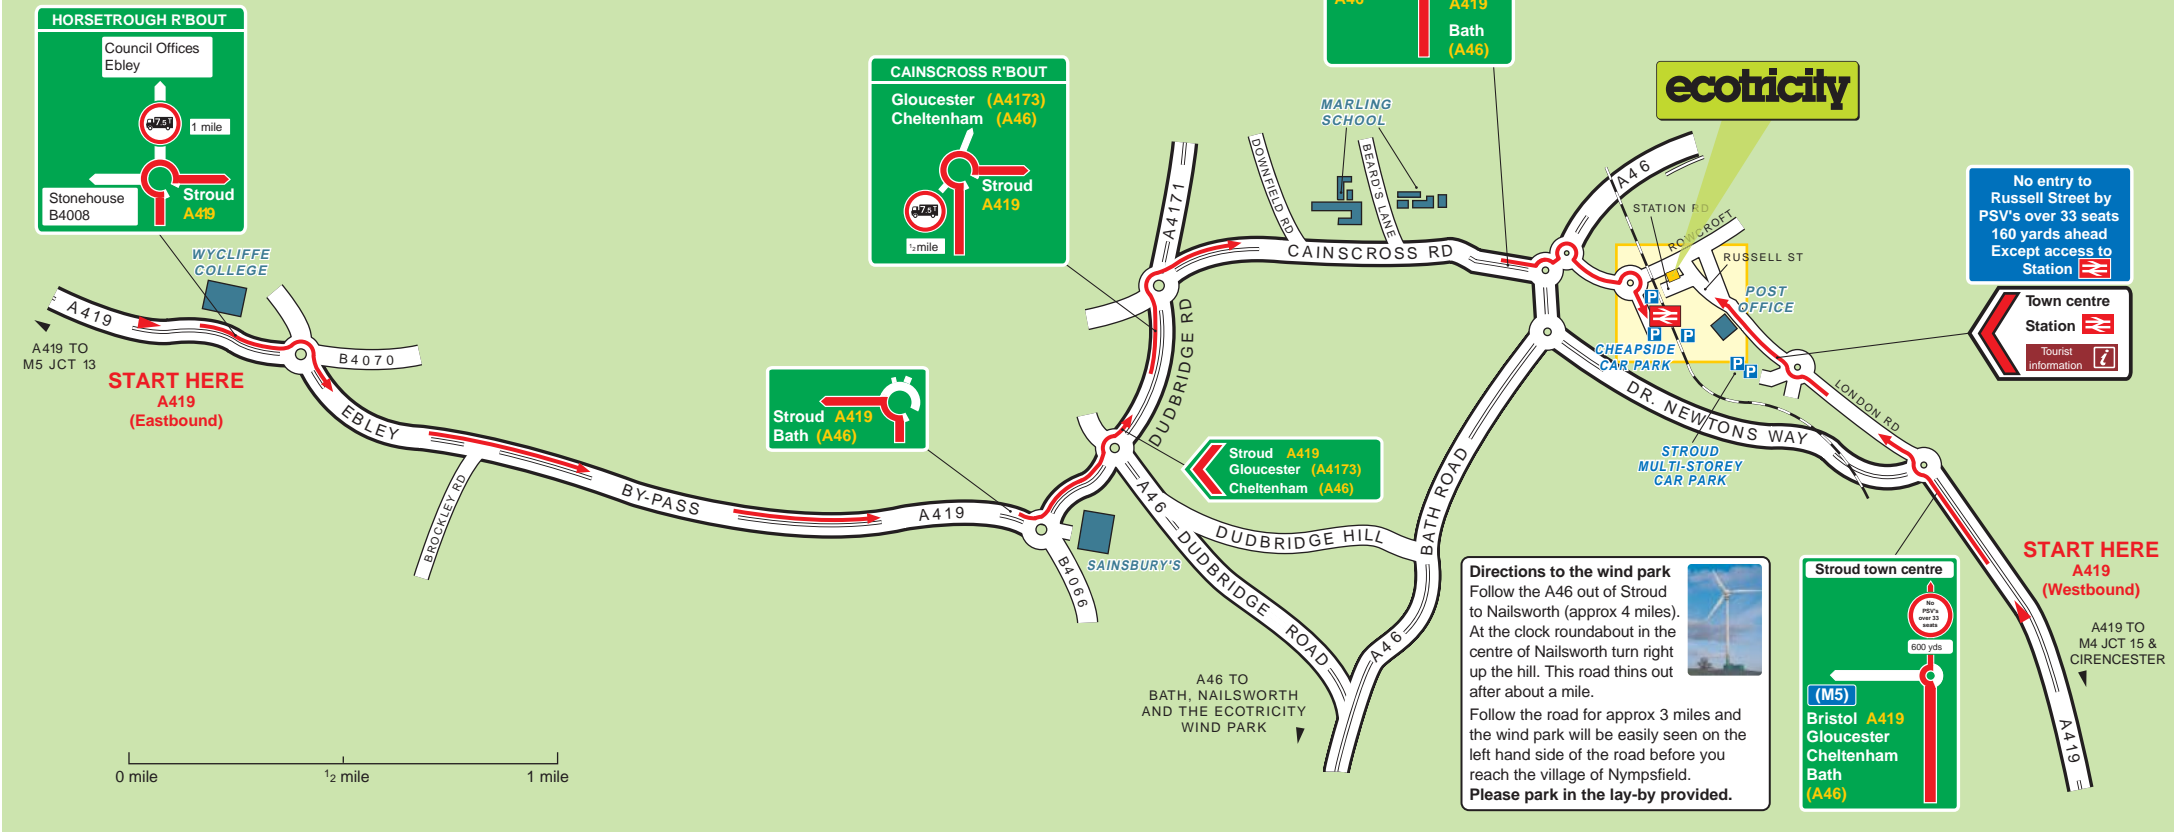 HORSETROUGH R'BOUT
Council Offices
Ebley
7.5T
1 mile
Stonehouse
B4008
Stroud
A419
WYCLIFFE
COLLEGE
A419
A419 TO
M5 JCT 13
START HERE
A419
(Eastbound)
B4070
EBLEY
BY-PASS
A419
BROCKLEY RD
0 mile
1/2 mile
1 mile
CAINSCROSS R'BOUT
Gloucester (A4173)
Cheltenham (A46)
Stroud
A419
7.5T
1/2 mile
Stroud A419
Bath (A46)
SAINSBURY'S
B4066
A4171
DUDBRIDGE RD
Stroud A419
Gloucester (A4173)
Cheltenham (A46)
A46 - DUDBRIDGE ROAD
DUDBRIDGE HILL
BATH ROAD
A46
A46 TO
BATH, NAILSWORTH
AND THE ECOTRICITY
WIND PARK
A46
A419
Bath
(A46)
MARLING
SCHOOL
DOWNFIELD RD
BEARD'S LANE
CAINSCROSS RD
ecotricity
A46
STATION RD
ROWCROFT
RUSSELL ST
POST
OFFICE
P
P
P
P
P
CHEAPSIDE
CAR PARK
DR. NEWTONS WAY
LONDON RD
STROUD
MULTI-STOREY
CAR PARK
No entry to
Russell Street by
PSV's over 33 seats
160 yards ahead
Except access to
Station
Town centre
Station
Tourist
information
i
Directions to the wind park
Follow the A46 out of Stroud
to Nailsworth (approx 4 miles).
At the clock roundabout in the
centre of Nailsworth turn right
up the hill. This road thins out
after about a mile.
Follow the road for approx 3 miles and
the wind park will be easily seen on the
left hand side of the road before you
reach the village of Nympsfield.
Please park in the lay-by provided.
Stroud town centre
No
PSV's
over 33
seats
600 yds
(M5)
Bristol A419
Gloucester
Cheltenham
Bath
(A46)
START HERE
A419
(Westbound)
A419 TO
M4 JCT 15 &
CIRENCESTER
A419